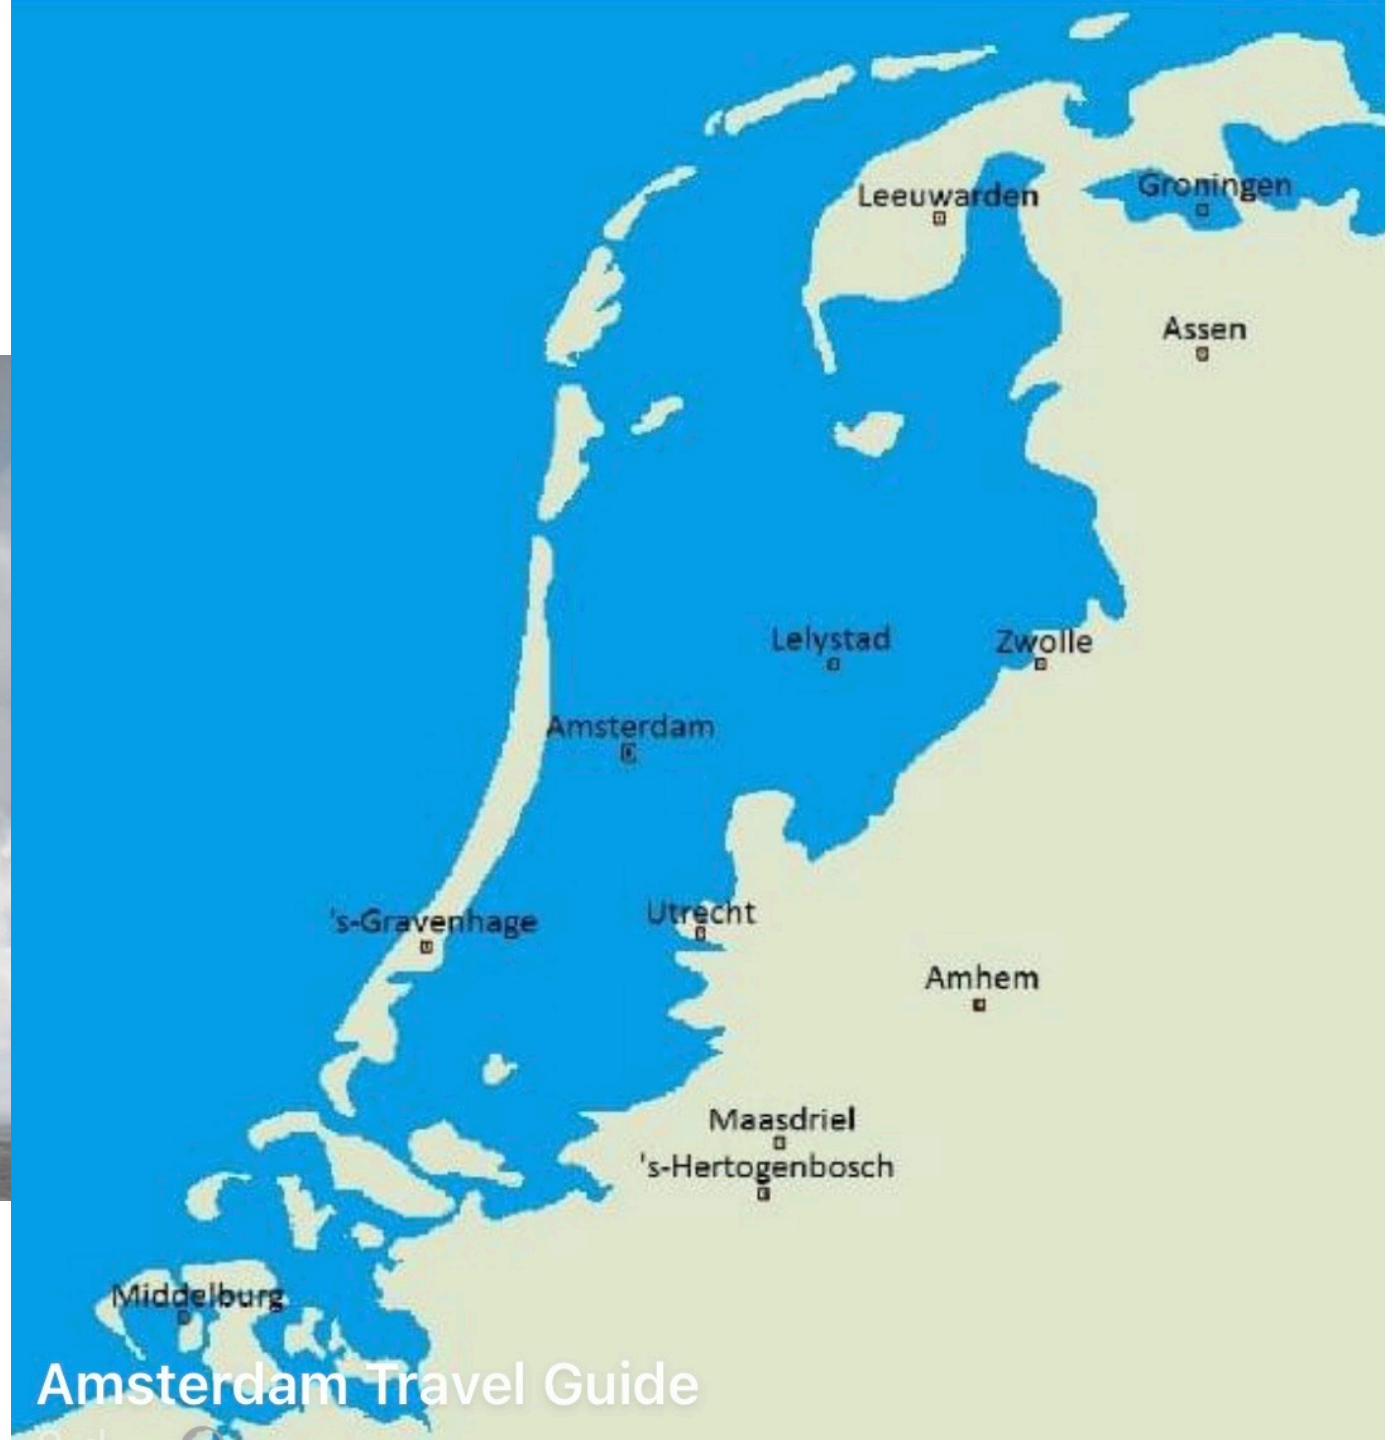 Leeuwarden
Groningen
Assen
Lelystad
Zwolle
Amsterdam
's-Gravenhage
Utrecht
Amhem
Maasdriel
's-Hertogenbosch
Middelburg
Amsterdam Travel Guide